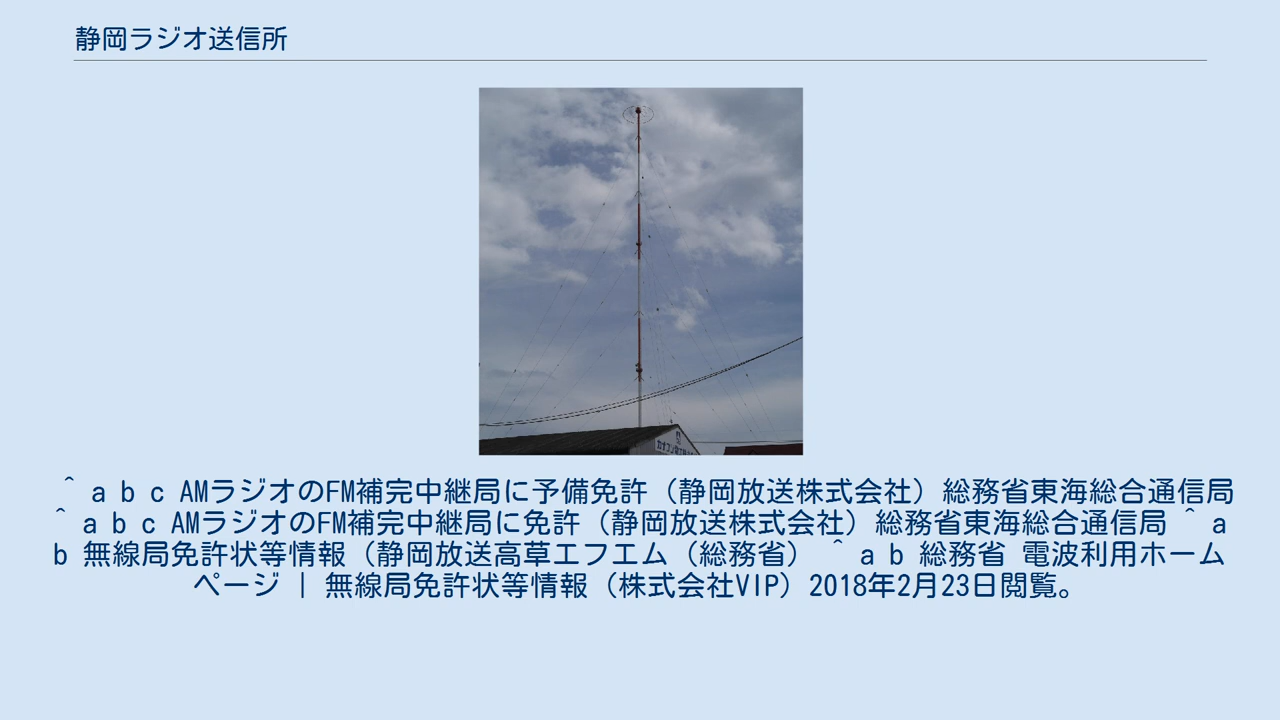 静岡ラジオ送信所
^ a b c AMラジオのFM補完中継局に予備免許（静岡放送株式会社）総務省東海総合通信局
^ a b c AMラジオのFM補完中継局に免許（静岡放送株式会社）総務省東海総合通信局 ^ a
b 無線局免許状等情報（静岡放送高草エフエム（総務省） ^ a b 総務省 電波利用ホーム
ページ | 無線局免許状等情報（株式会社VIP）2018年2月23日閲覧。